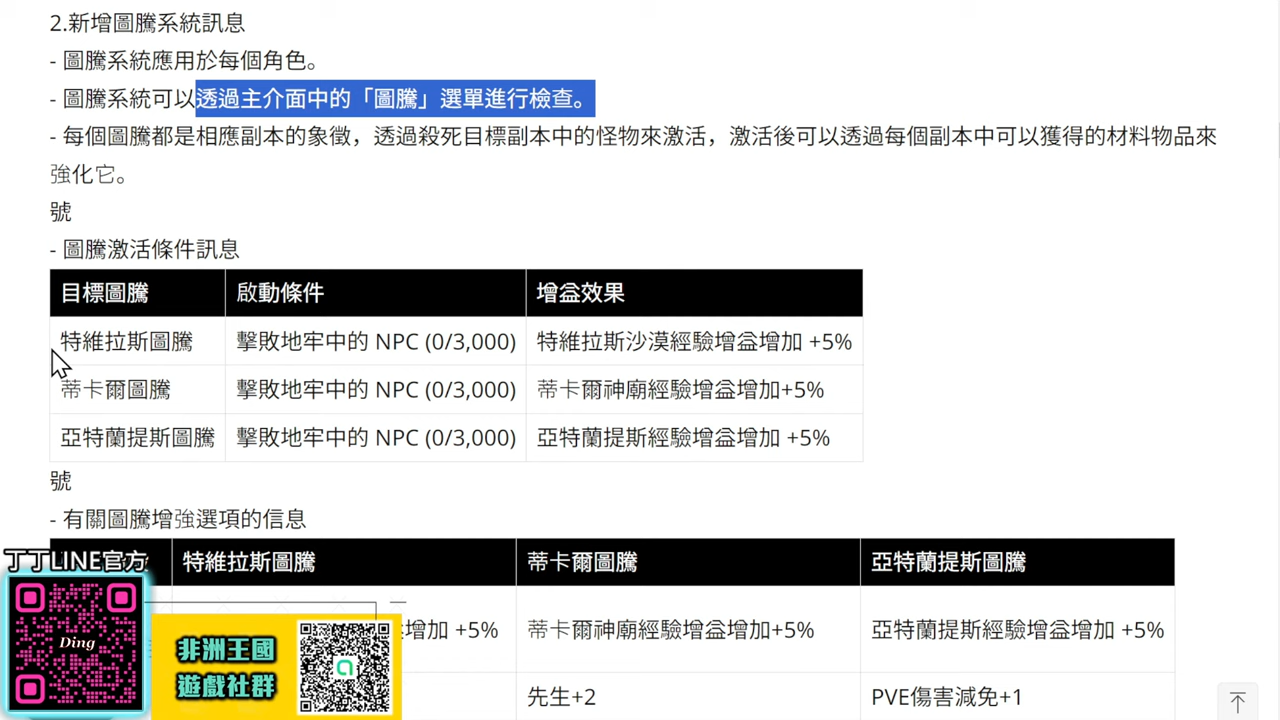 2.新增圖騰系統訊息
- 圖騰系統應用於每個角色。
- 圖騰系統可以透過主介面中的「圖騰」選單進行檢查。
- 每個圖騰都是相應副本的象徵，透過殺死目標副本中的怪物來激活，激活後可以透過每個副本中可以獲得的材料物品來
強化它。
號
- 圖騰激活條件訊息
目標圖騰 啟動條件 增益效果
特維拉斯圖騰 擊敗地牢中的 NPC (0/3,000) 特維拉斯沙漠經驗增益增加 +5%
蒂卡爾圖騰 擊敗地牢中的 NPC (0/3,000) 蒂卡爾神廟經驗增益增加+5%
亞特蘭提斯圖騰 擊敗地牢中的 NPC (0/3,000) 亞特蘭提斯經驗增益增加 +5%
號
- 有關圖騰增強選項的信息
特維拉斯圖騰 蒂卡爾圖騰 亞特蘭提斯圖騰
增加 +5% 蒂卡爾神廟經驗增益增加+5% 亞特蘭提斯經驗增益增加 +5%
先生+2 PVE傷害減免+1
丁丁LINE官方
Ding
非洲王國
遊戲社群